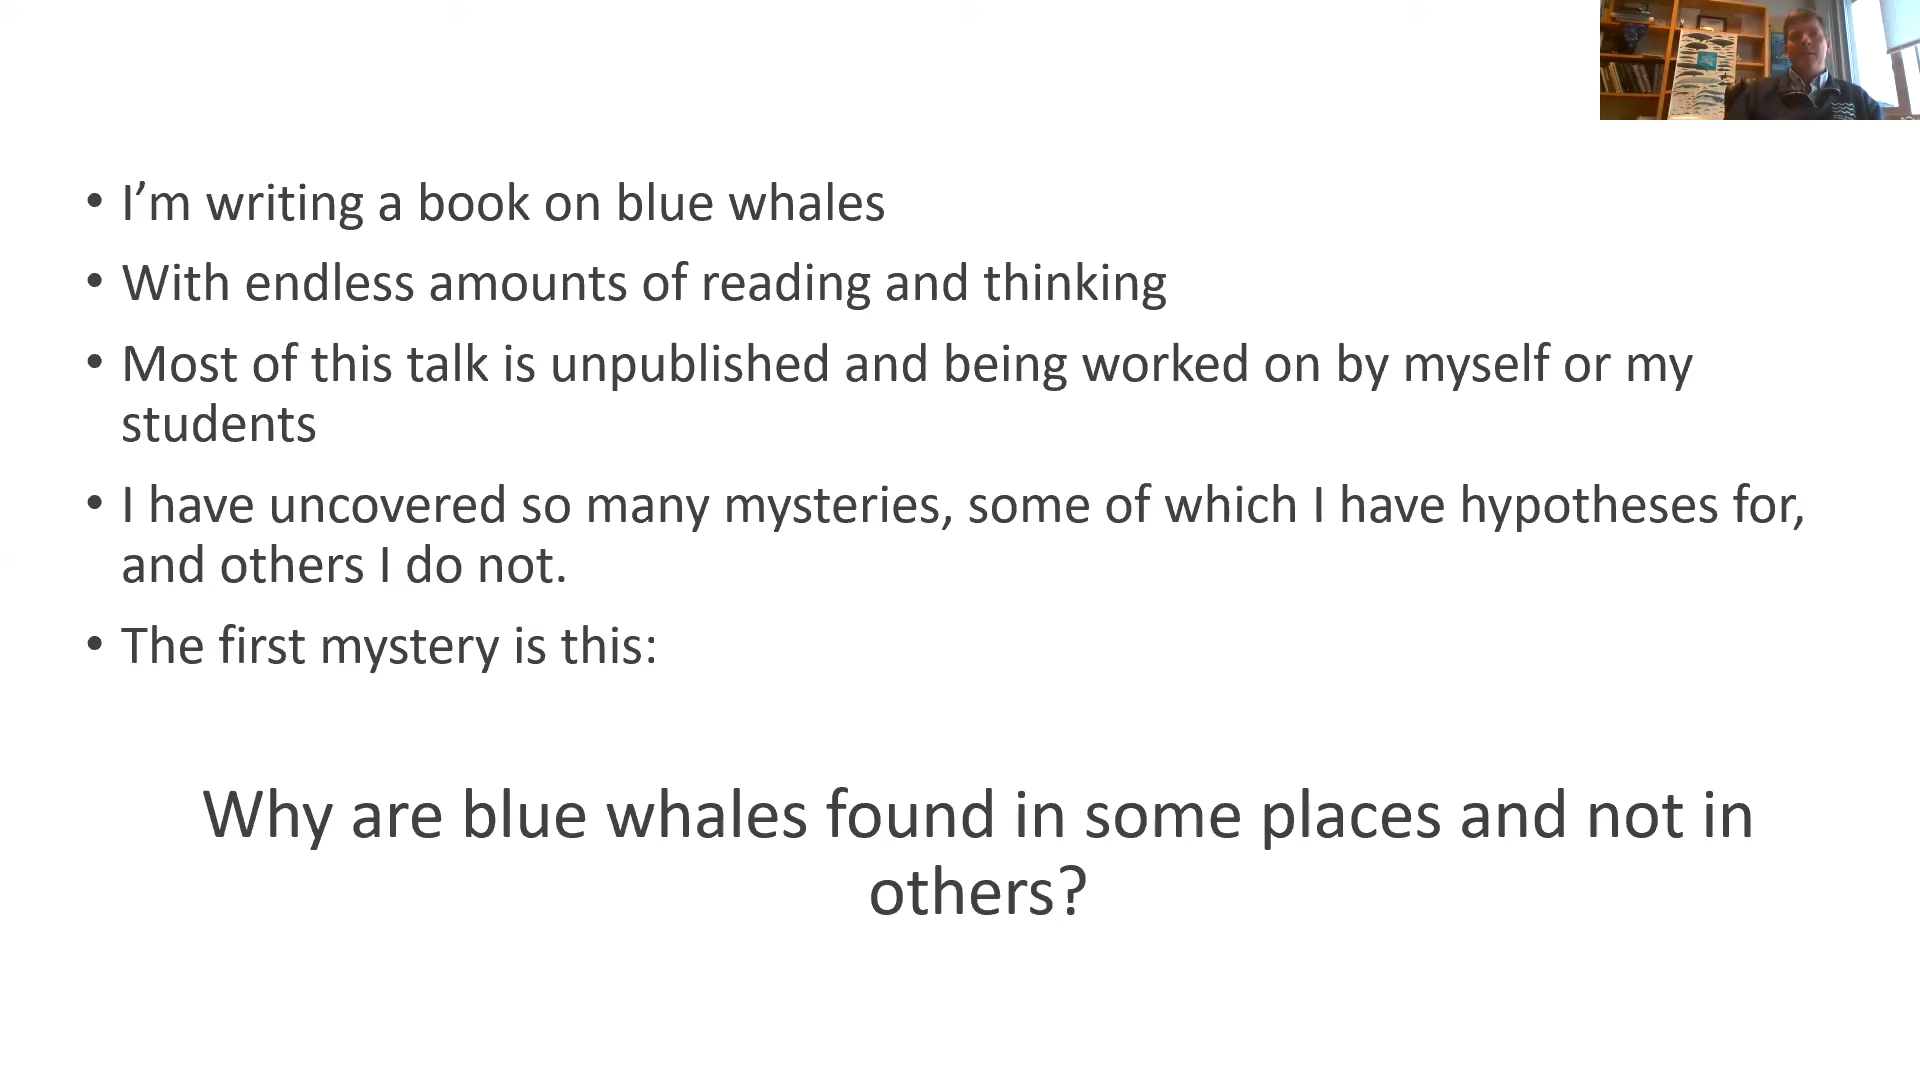 • I’m writing a book on blue whales
• With endless amounts of reading and thinking
• Most of this talk is unpublished and being worked on by myself or my
students
• I have uncovered so many mysteries, some of which I have hypotheses for,
and others I do not.
• The first mystery is this:
Why are blue whales found in some places and not in
others?